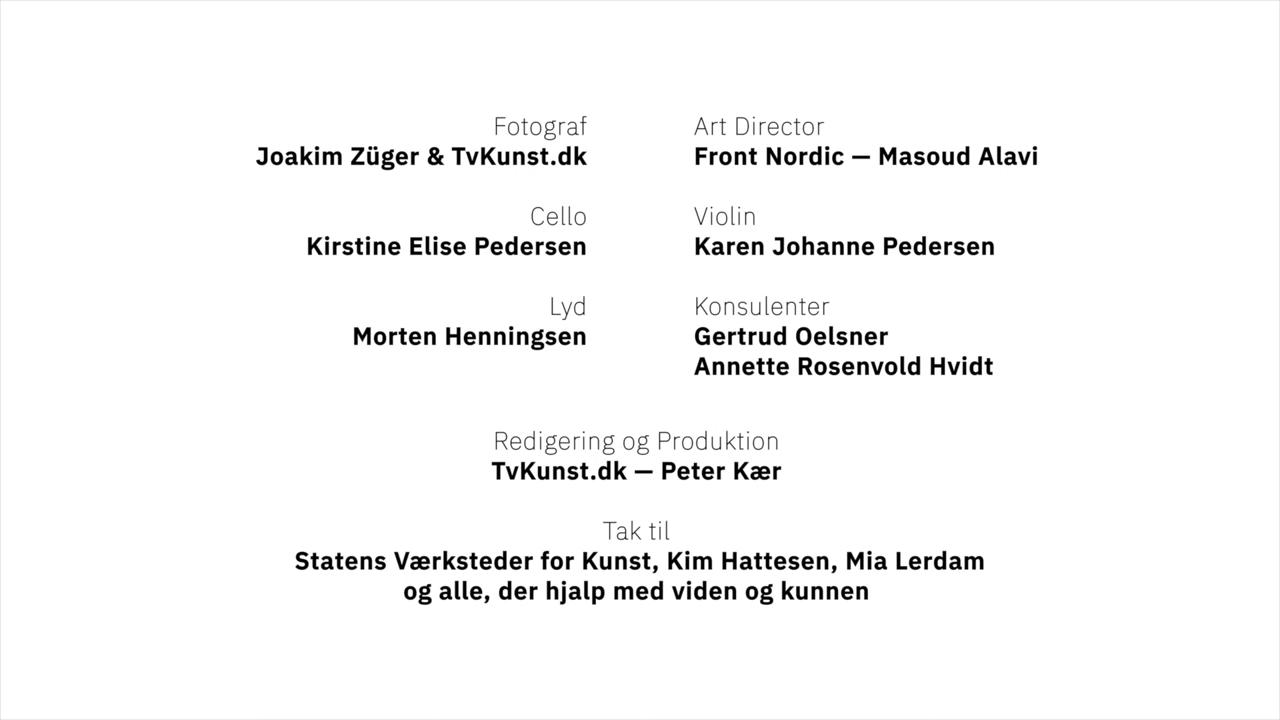 Fotograf
Joakim Züger & TvKunst.dk
Art Director
Front Nordic — Masoud Alavi
Cello
Kirstine Elise Pedersen
Violin
Karen Johanne Pedersen
Lyd
Morten Henningsen
Konsulenter
Gertrud Oelsner
Annette Rosenvold Hvidt
Redigering og Produktion
TvKunst.dk — Peter Kær
Tak til
Statens Værksteder for Kunst, Kim Hattesen, Mia Lerdam
og alle, der hjalp med viden og kunnen